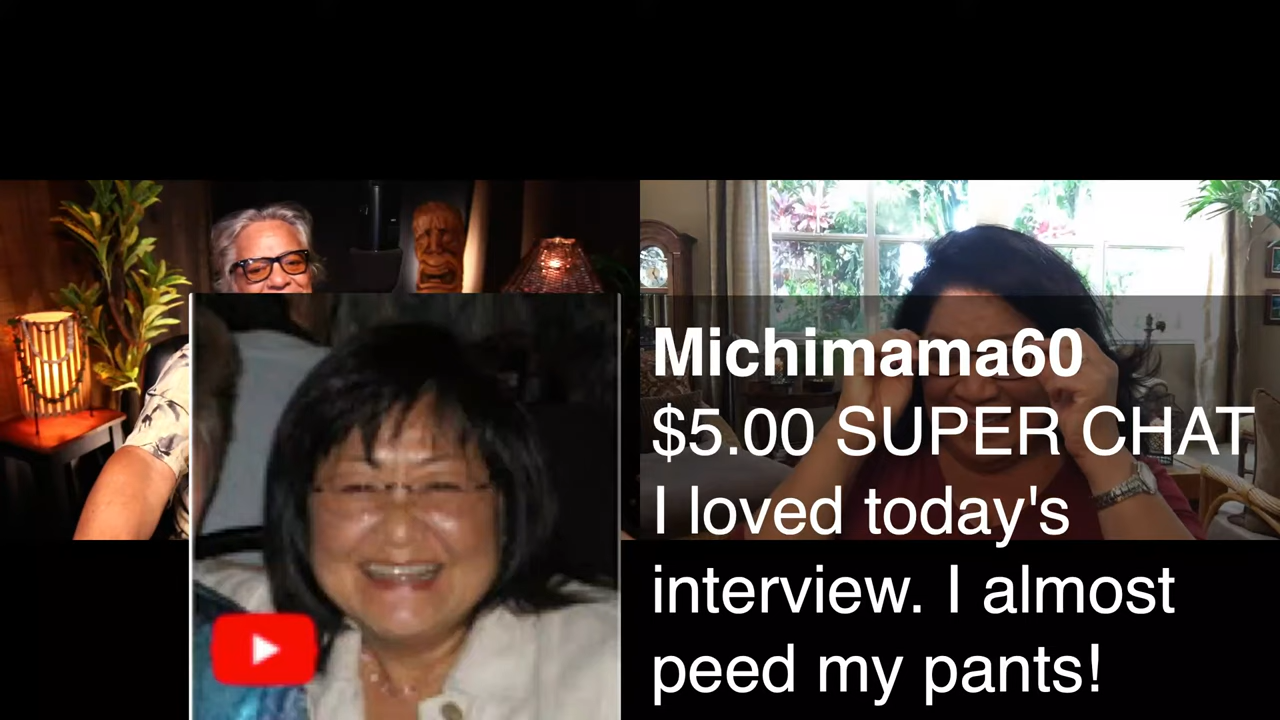 Michimama60
$5.00 SUPER CHAT
I loved today's
interview. I almost
peed my pants!